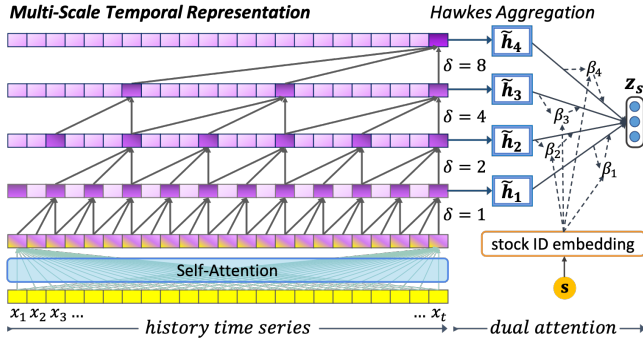 Multi-Scale Temporal Representation
Hawkes Aggregation
h̃₄
δ = 8
β₄
z_s
h̃₃
δ = 4
β₃
h̃₂
β₂
δ = 2
β₁
h̃₁
δ = 1
stock ID embedding
Self-Attention
s
x₁ x₂ x₃ ... ... x_t
history time series
dual attention